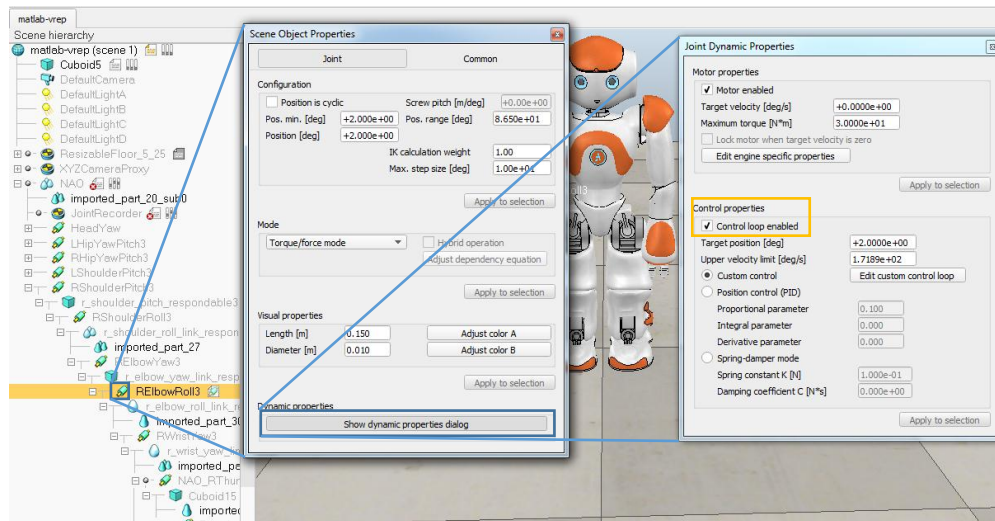 matlab-vrep
Scene hierarchy
matlab-vrep (scene 1)
Cuboid5
DefaultCamera
DefaultLightA
DefaultLightB
DefaultLightC
DefaultLightD
ResizableFloor_5_25
XYZCameraProxy
NAO
imported_part_20_sub0
JointRecorder
HeadYaw
LHipYawPitch3
RHipYawPitch3
LShoulderPitch3
RShoulderPitch3
r_shoulder_pitch_respondable3
RShoulderRoll3
r_shoulder_roll_link_respon
imported_part_27
RElbowYaw3
r_elbow_yaw_link_resp
RElbowRoll3
r_elbow_roll_link_re
imported_part_30
RWristYaw3
r_wrist_yaw_lin
imported_pa
NAO_RThur
Cuboid15
imported
Scene Object Properties
Joint Common
Configuration
Position is cyclic Screw pitch [m/deg] +0.00e+00
Pos. min. [deg] +2.000e+00 Pos. range [deg] 8.650e+01
Position [deg] +2.000e+00
IK calculation weight 1.00
Max. step size [deg] 1.00e+01
Apply to selection
Mode
Torque/force mode Hybrid operation
Adjust dependency equation
Apply to selection
Visual properties
Length [m] 0.150 Adjust color A
Diameter [m] 0.010 Adjust color B
Apply to selection
Dynamic properties
Show dynamic properties dialog
Joint Dynamic Properties
Motor properties
Motor enabled
Target velocity [deg/s] +0.0000e+00
Maximum torque [N*m] 3.0000e+01
Lock motor when target velocity is zero
Edit engine specific properties
Apply to selection
Control properties
Control loop enabled
Target position [deg] +2.0000e+00
Upper velocity limit [deg/s] 1.7189e+02
Custom control Edit custom control loop
Position control (PID)
Proportional parameter 0.100
Integral parameter 0.000
Derivative parameter 0.000
Spring-damper mode
Spring constant K [N] 1.000e-01
Damping coefficient C [N*s] 0.000e+00
Apply to selection